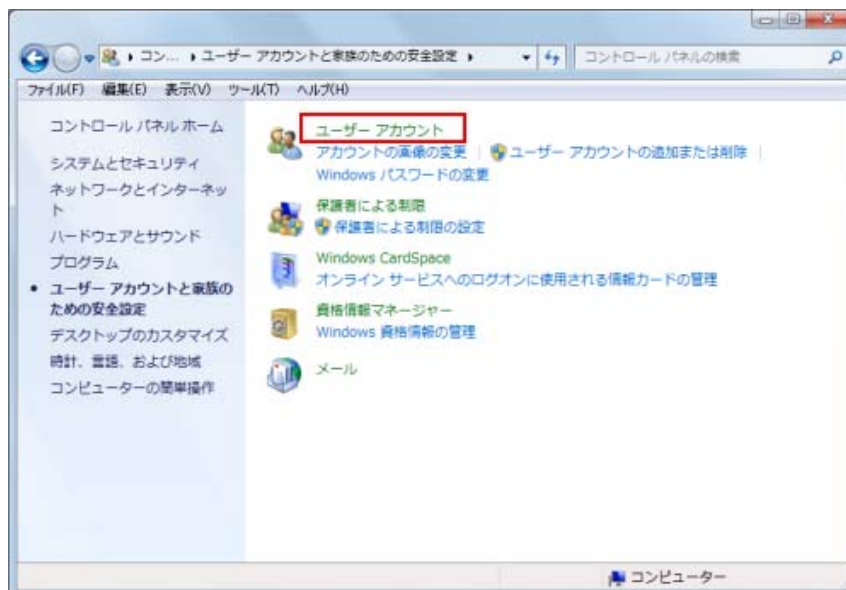 コン... ユーザー アカウントと家族のための安全設定
コントロール パネルの検索
ファイル(F) 編集(E) 表示(V) ツール(T) ヘルプ(H)
コントロール パネル ホーム
システムとセキュリティ
ネットワークとインターネッ
ト
ハードウェアとサウンド
プログラム
ユーザー アカウントと家族の
ための安全設定
デスクトップのカスタマイズ
時計、言語、および地域
コンピューターの簡単操作
ユーザー アカウント
アカウントの画像の変更 | ユーザー アカウントの追加または削除 |
Windows パスワードの変更
保護者による制限
保護者による制限の設定
Windows CardSpace
オンライン サービスへのログオンに使用される情報カードの管理
資格情報マネージャー
Windows 資格情報の管理
メール
コンピューター